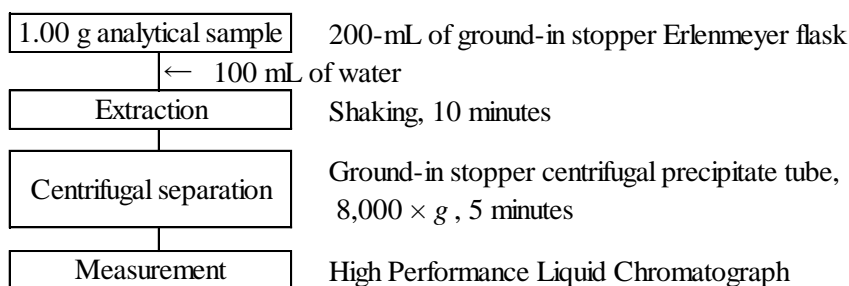 1.00 g analytical sample 200-mL of ground-in stopper Erlenmeyer flask
← 100 mL of water
Extraction Shaking, 10 minutes
Centrifugal separation Ground-in stopper centrifugal precipitate tube,
8,000 × g , 5 minutes
Measurement High Performance Liquid Chromatograph